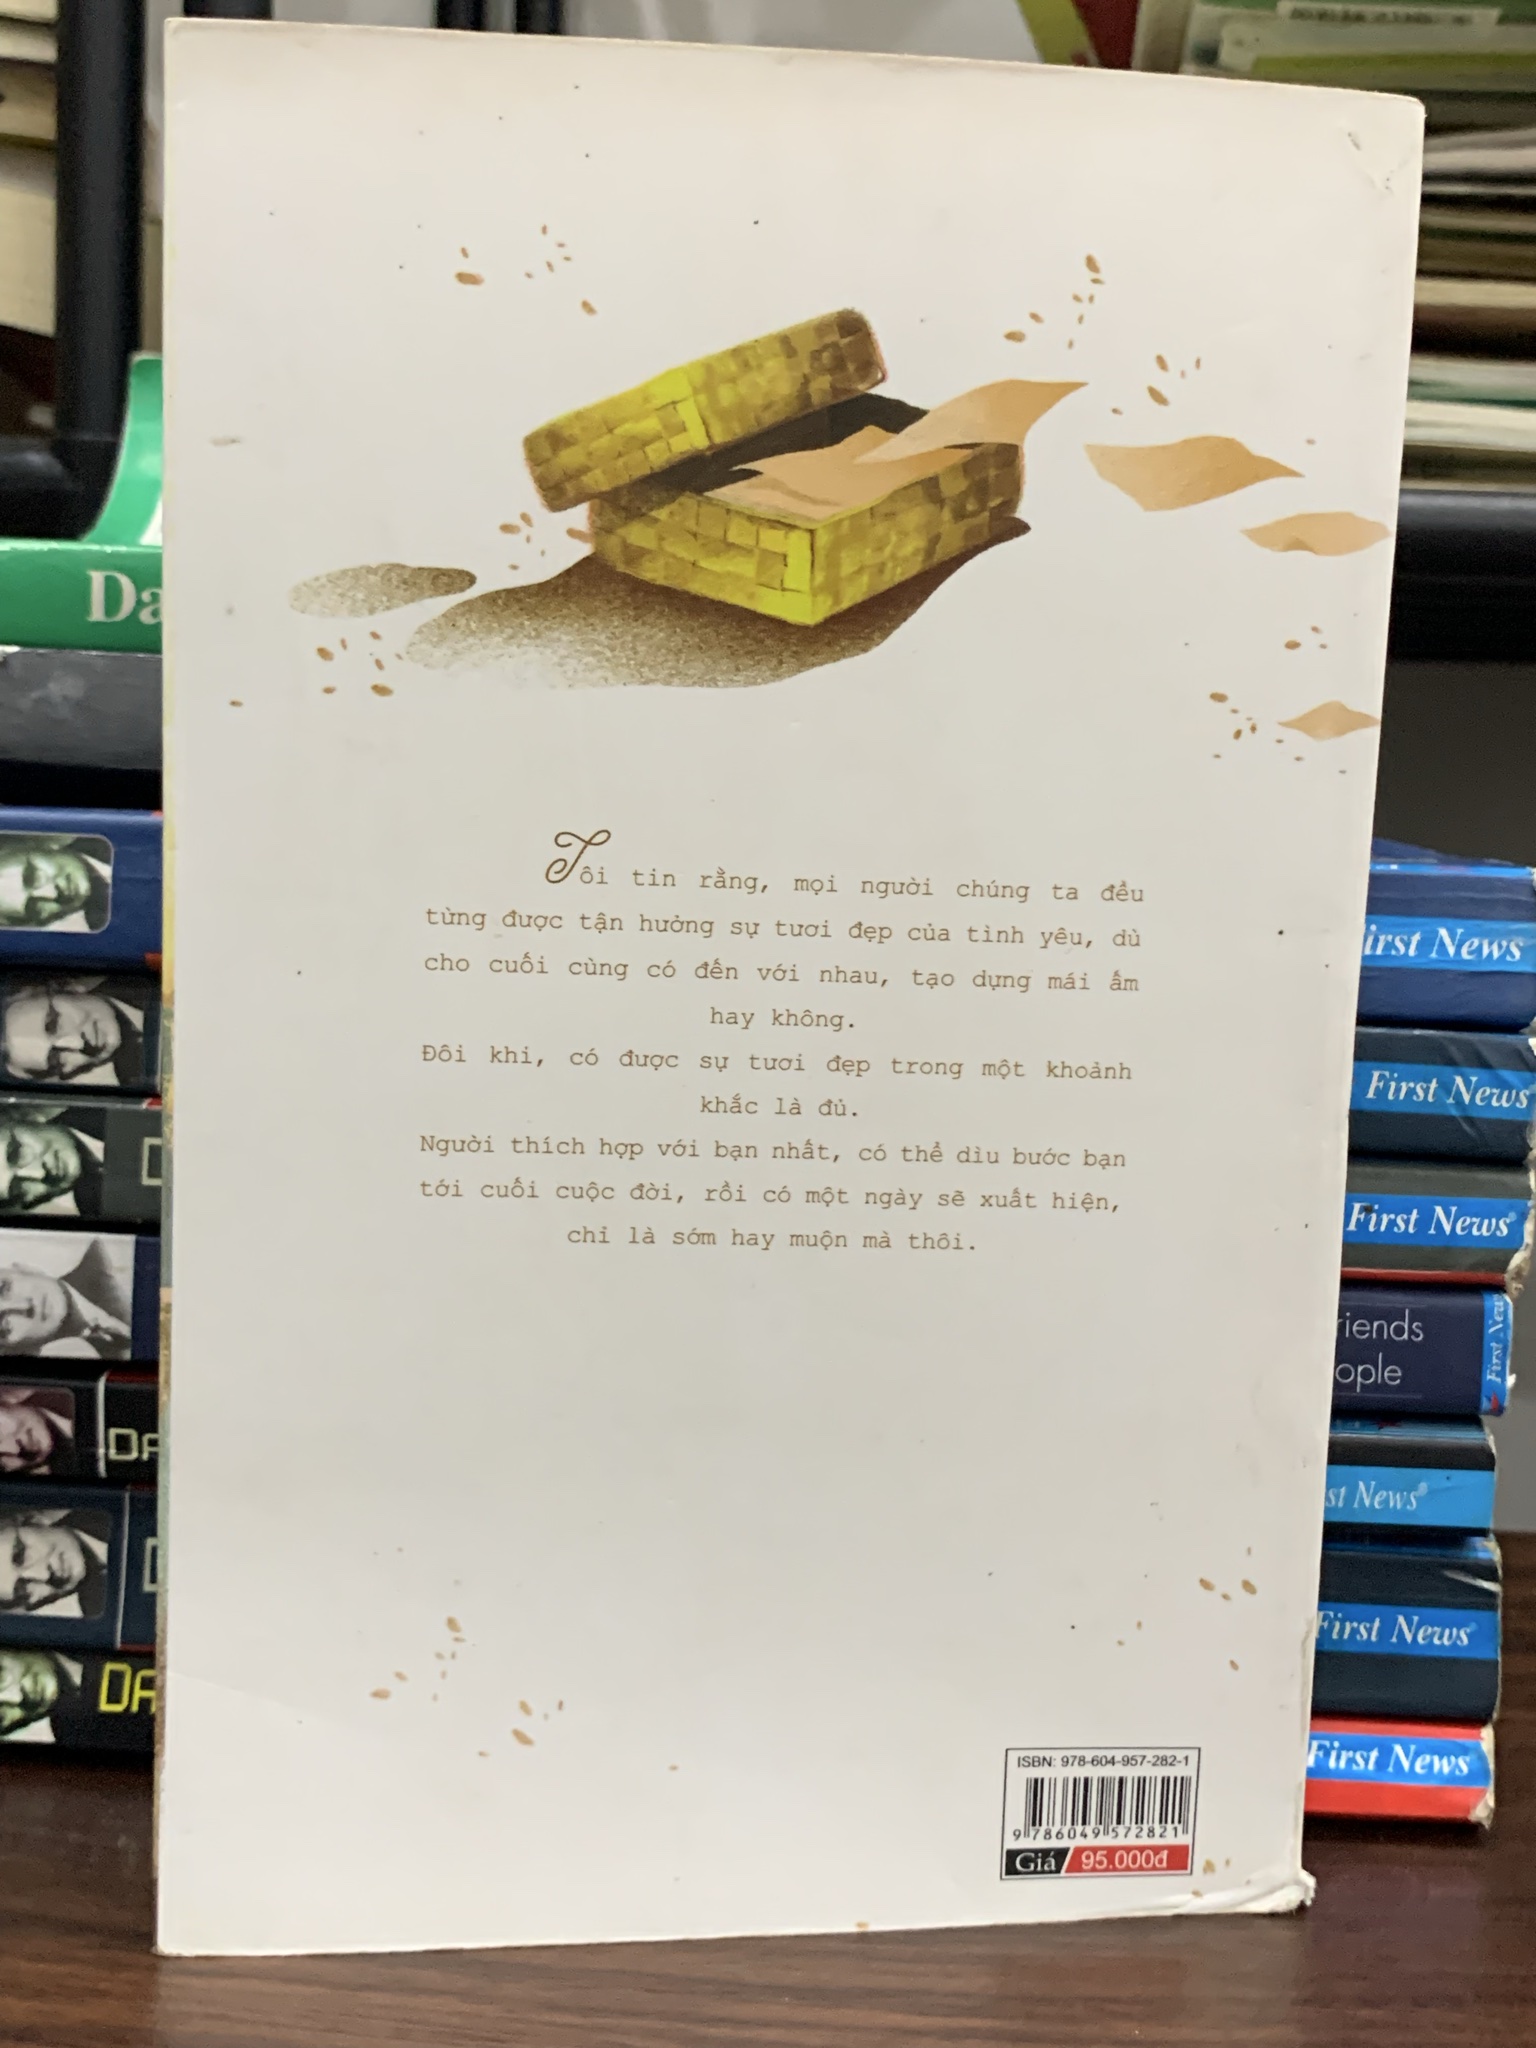 Tôi tin rằng, mọi người chúng ta đều
từng được tận hưởng sự tươi đẹp của tình yêu, dù
cho cuối cùng có đến với nhau, tạo dựng mái ấm
hay không.
Đôi khi, có được sự tươi đẹp trong một khoảnh
khắc là đủ.
Người thích hợp với bạn nhất, có thể dìu bước bạn
tới cuối cuộc đời, rồi có một ngày sẽ xuất hiện,
chỉ là sớm hay muộn mà thôi.
ISBN: 978-604-957-282-1
9 786049 572821
Giá 95.000đ
Da
irst News
First News
First News
riends
ople
First News
st News
First News
First News
DA
DA